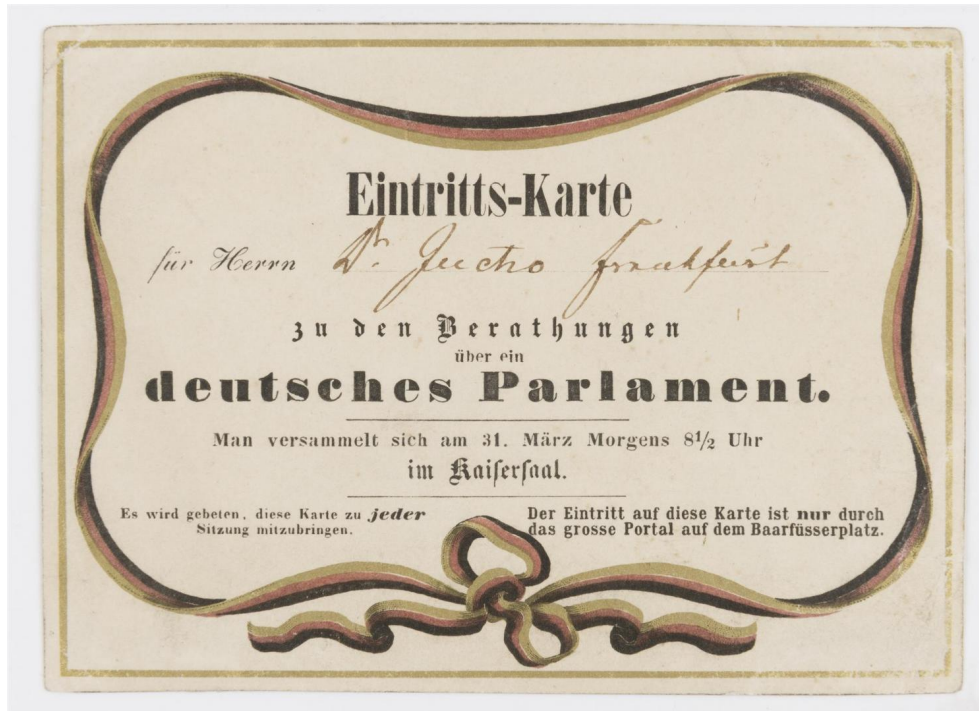 Eintritts-Karte
für Herrn Dr. Jucho Frankfurt
zu den Berathungen
über ein
deutsches Parlament.
Man versammelt sich am 31. März Morgens 8½ Uhr
im Kaisersaal.
Es wird gebeten, diese Karte zu jeder
Sitzung mitzubringen.
Der Eintritt auf diese Karte ist nur durch
das grosse Portal auf dem Baarfüsserplatz.